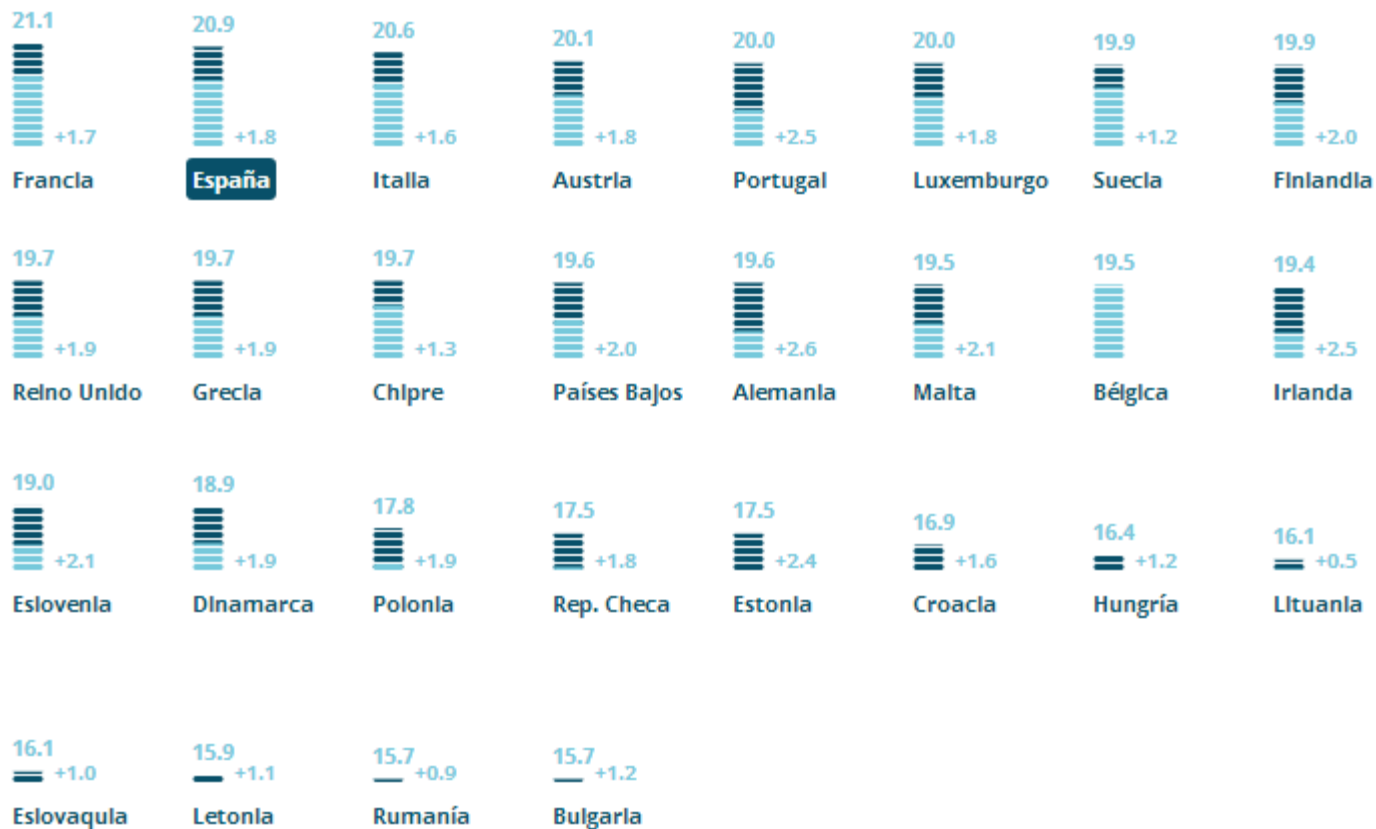 21.1 20.9 20.6 20.1 20.0 20.0 19.9 19.9
+1.7 +1.8 +1.6 +1.8 +2.5 +1.8 +1.2 +2.0
Francia España Italia Austria Portugal Luxemburgo Suecia Finlandia
19.7 19.7 19.7 19.6 19.6 19.5 19.5 19.4
+1.9 +1.9 +1.3 +2.0 +2.6 +2.1 +2.5
Reino Unido Grecia Chipre Países Bajos Alemania Malta Bélgica Irlanda
19.0 18.9 17.8 17.5 17.5 16.9 16.4 16.1
+2.1 +1.9 +1.9 +1.8 +2.4 +1.6 +1.2 +0.5
Eslovenia Dinamarca Polonia Rep. Checa Estonia Croacia Hungría Lituania
16.1 15.9 15.7 15.7
+1.0 +1.1 +0.9 +1.2
Eslovaquia Letonia Rumanía Bulgaria